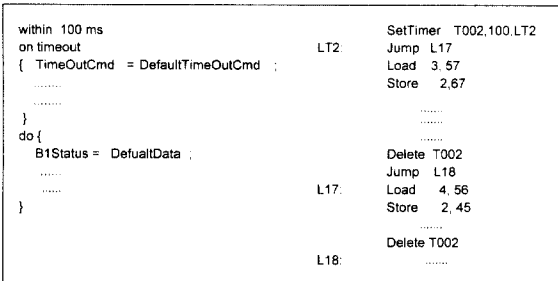 within 100 ms
on timeout
{ TimeOutCmd = DefaultTimeOutCmd ;
........
........
}
do {
B1Status = DefualtData ;
......
......
}
SetTimer T002,100.LT2
LT2: Jump L17
Load 3, 57
Store 2,67
.......
.......
.......
Delete T002
Jump L18
L17: Load 4, 56
Store 2, 45
.......
Delete T002
L18: .......